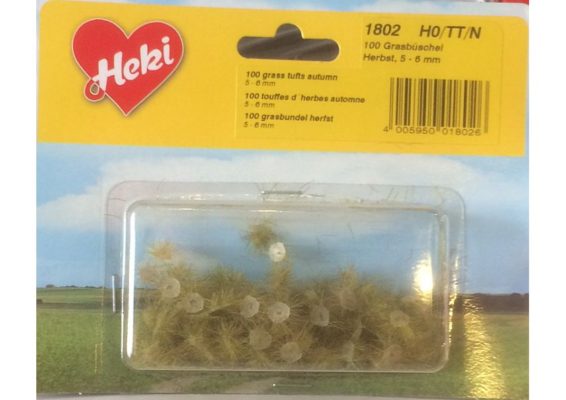 Heki
1802 H0/TT/N
100 Grasbüschel
Herbst, 5 - 6 mm
100 grass tufts autumn
5 - 6 mm
100 touffes d´herbes automne
5 - 6 mm
100 grasbundel herfst
5 - 6 mm
4 005950 018026